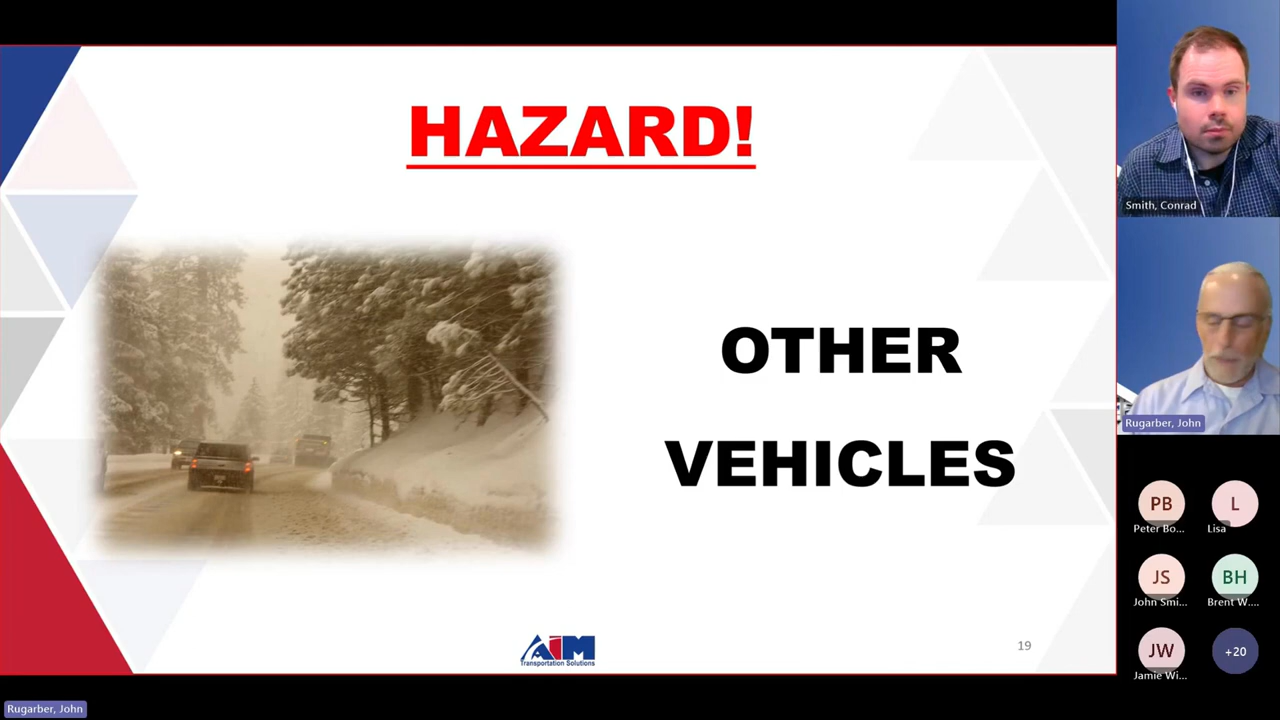 HAZARD!
OTHER
VEHICLES
AIM
Transportation Solutions
19
Smith, Conrad
Rugarber, John
PB
Peter Bo...
L
Lisa
JS
John Smi...
BH
Brent W....
JW
Jamie Wi...
+20
Rugarber, John